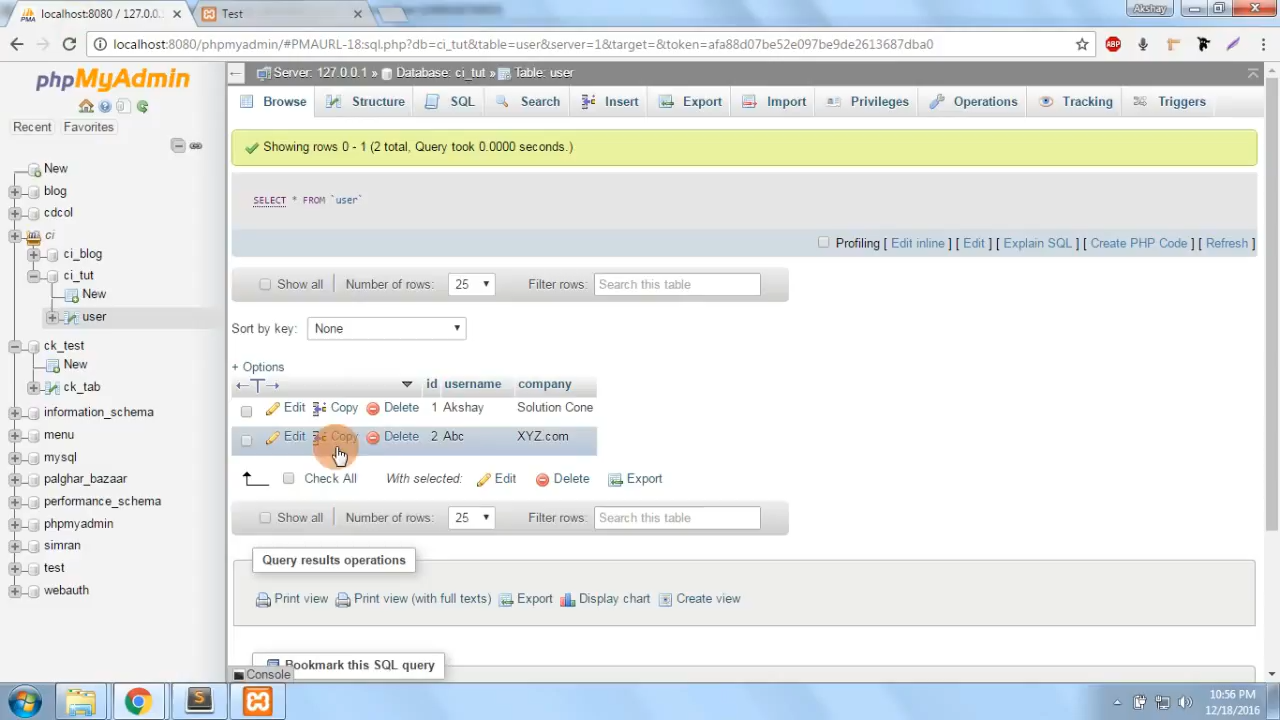 localhost:8080 / 127.0.0.
Test
Akshay
localhost:8080/phpmyadmin/#PMAURL-18:sql.php?db=ci_tut&table=user&server=1&target=&token=afa88d07be52e097be9de2613687dba0
phpMyAdmin
Server: 127.0.0.1 » Database: ci_tut » Table: user
Browse Structure SQL Search Insert Export Import Privileges Operations Tracking Triggers
Recent Favorites
New
blog
cdcol
ci
ci_blog
ci_tut
New
user
ck_test
New
ck_tab
information_schema
menu
mysql
palghar_bazaar
performance_schema
phpmyadmin
simran
test
webauth
Showing rows 0 - 1 (2 total, Query took 0.0000 seconds.)
SELECT * FROM `user`
Profiling [ Edit inline ] [ Edit ] [ Explain SQL ] [ Create PHP Code ] [ Refresh ]
Show all Number of rows: 25 Filter rows: Search this table
Sort by key: None
+ Options
id username company
Edit Copy Delete 1 Akshay Solution Cone
Edit Copy Delete 2 Abc XYZ.com
Check All With selected: Edit Delete Export
Show all Number of rows: 25 Filter rows: Search this table
Query results operations
Print view Print view (with full texts) Export Display chart Create view
Bookmark this SQL query
Console
10:56 PM
12/18/2016